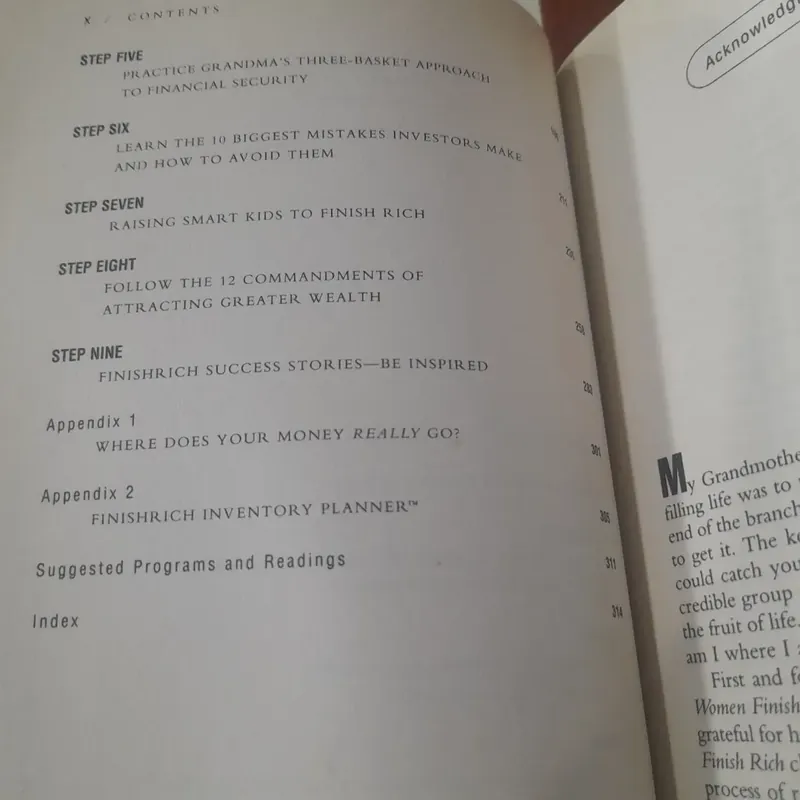 X / CONTENTS
STEP FIVE
PRACTICE GRANDMA'S THREE-BASKET APPROACH
TO FINANCIAL SECURITY
STEP SIX
LEARN THE 10 BIGGEST MISTAKES INVESTORS MAKE
AND HOW TO AVOID THEM
STEP SEVEN
RAISING SMART KIDS TO FINISH RICH
STEP EIGHT
FOLLOW THE 12 COMMANDMENTS OF
ATTRACTING GREATER WEALTH
258
STEP NINE
FINISHRICH SUCCESS STORIES—BE INSPIRED
Appendix 1
WHERE DOES YOUR MONEY REALLY GO?
301
Appendix 2
FINISHRICH INVENTORY PLANNER™
305
Suggested Programs and Readings 311
Index 314
Acknowledg
My Grandmothe
filling life was to
end of the branch
to get it. The ke
could catch you
credible group
the fruit of life.
am I where I a
First and fo
Women Finish
grateful for h
Finish Rich c
process of r